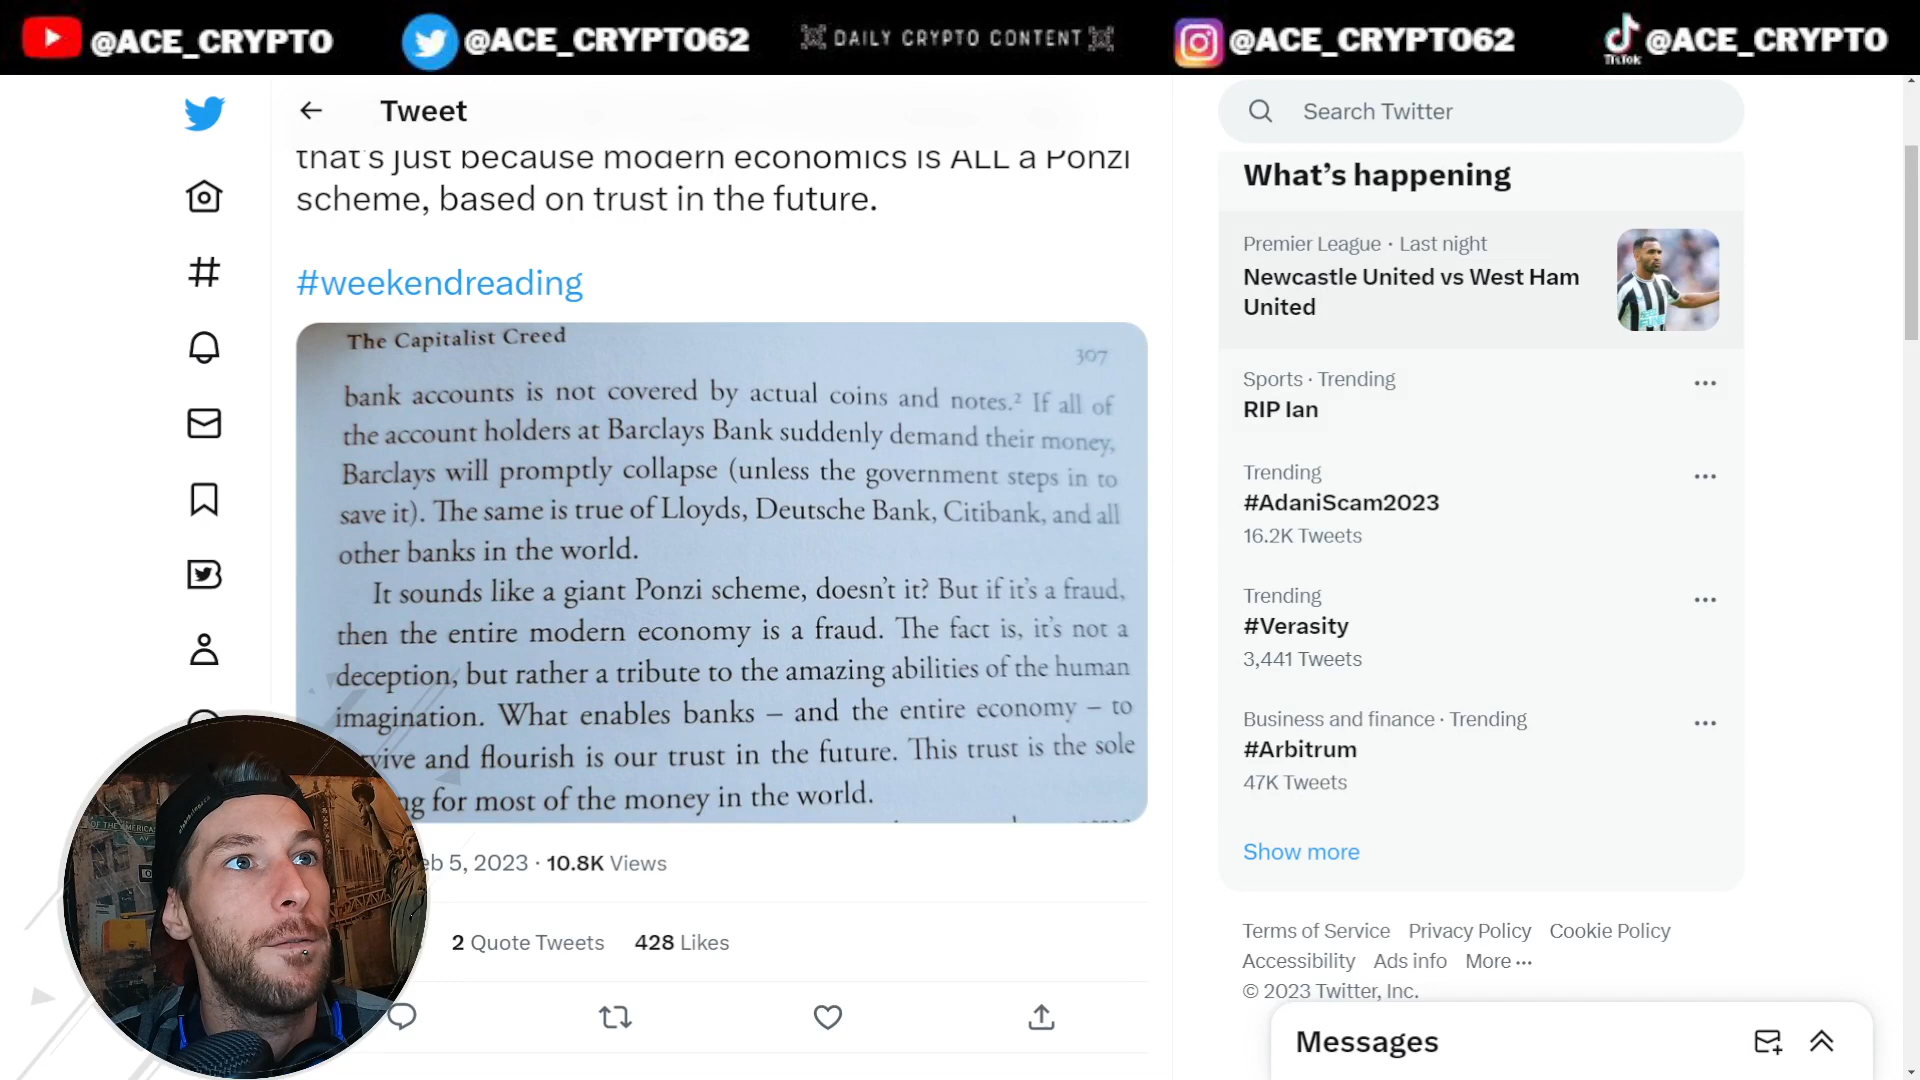 @ACE_CRYPTO
@ACE_CRYPTO62
DAILY CRYPTO CONTENT
@ACE_CRYPTO62
TikTok
@ACE_CRYPTO
Tweet
that's just because modern economics is ALL a Ponzi
scheme, based on trust in the future.
#weekendreading
The Capitalist Creed
307
bank accounts is not covered by actual coins and notes.² If all of
the account holders at Barclays Bank suddenly demand their money,
Barclays will promptly collapse (unless the government steps in to
save it). The same is true of Lloyds, Deutsche Bank, Citibank, and all
other banks in the world.
It sounds like a giant Ponzi scheme, doesn't it? But if it's a fraud,
then the entire modern economy is a fraud. The fact is, it's not a
deception, but rather a tribute to the amazing abilities of the human
imagination. What enables banks – and the entire economy – to
vive and flourish is our trust in the future. This trust is the sole
ng for most of the money in the world.
eb 5, 2023 · 10.8K Views
2 Quote Tweets 428 Likes
Search Twitter
What's happening
Premier League · Last night
Newcastle United vs West Ham
United
Sports · Trending
RIP Ian
Trending
#AdaniScam2023
16.2K Tweets
Trending
#Verasity
3,441 Tweets
Business and finance · Trending
#Arbitrum
47K Tweets
Show more
Terms of Service Privacy Policy Cookie Policy
Accessibility Ads info More ···
© 2023 Twitter, Inc.
Messages
OF THE AMERICAS